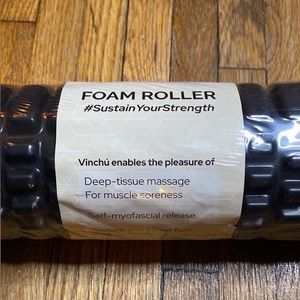 FOAM ROLLER
#SustainYourStrength
Vinchú enables the pleasure of
Deep-tissue massage
For muscle soreness
Self-myofascial release